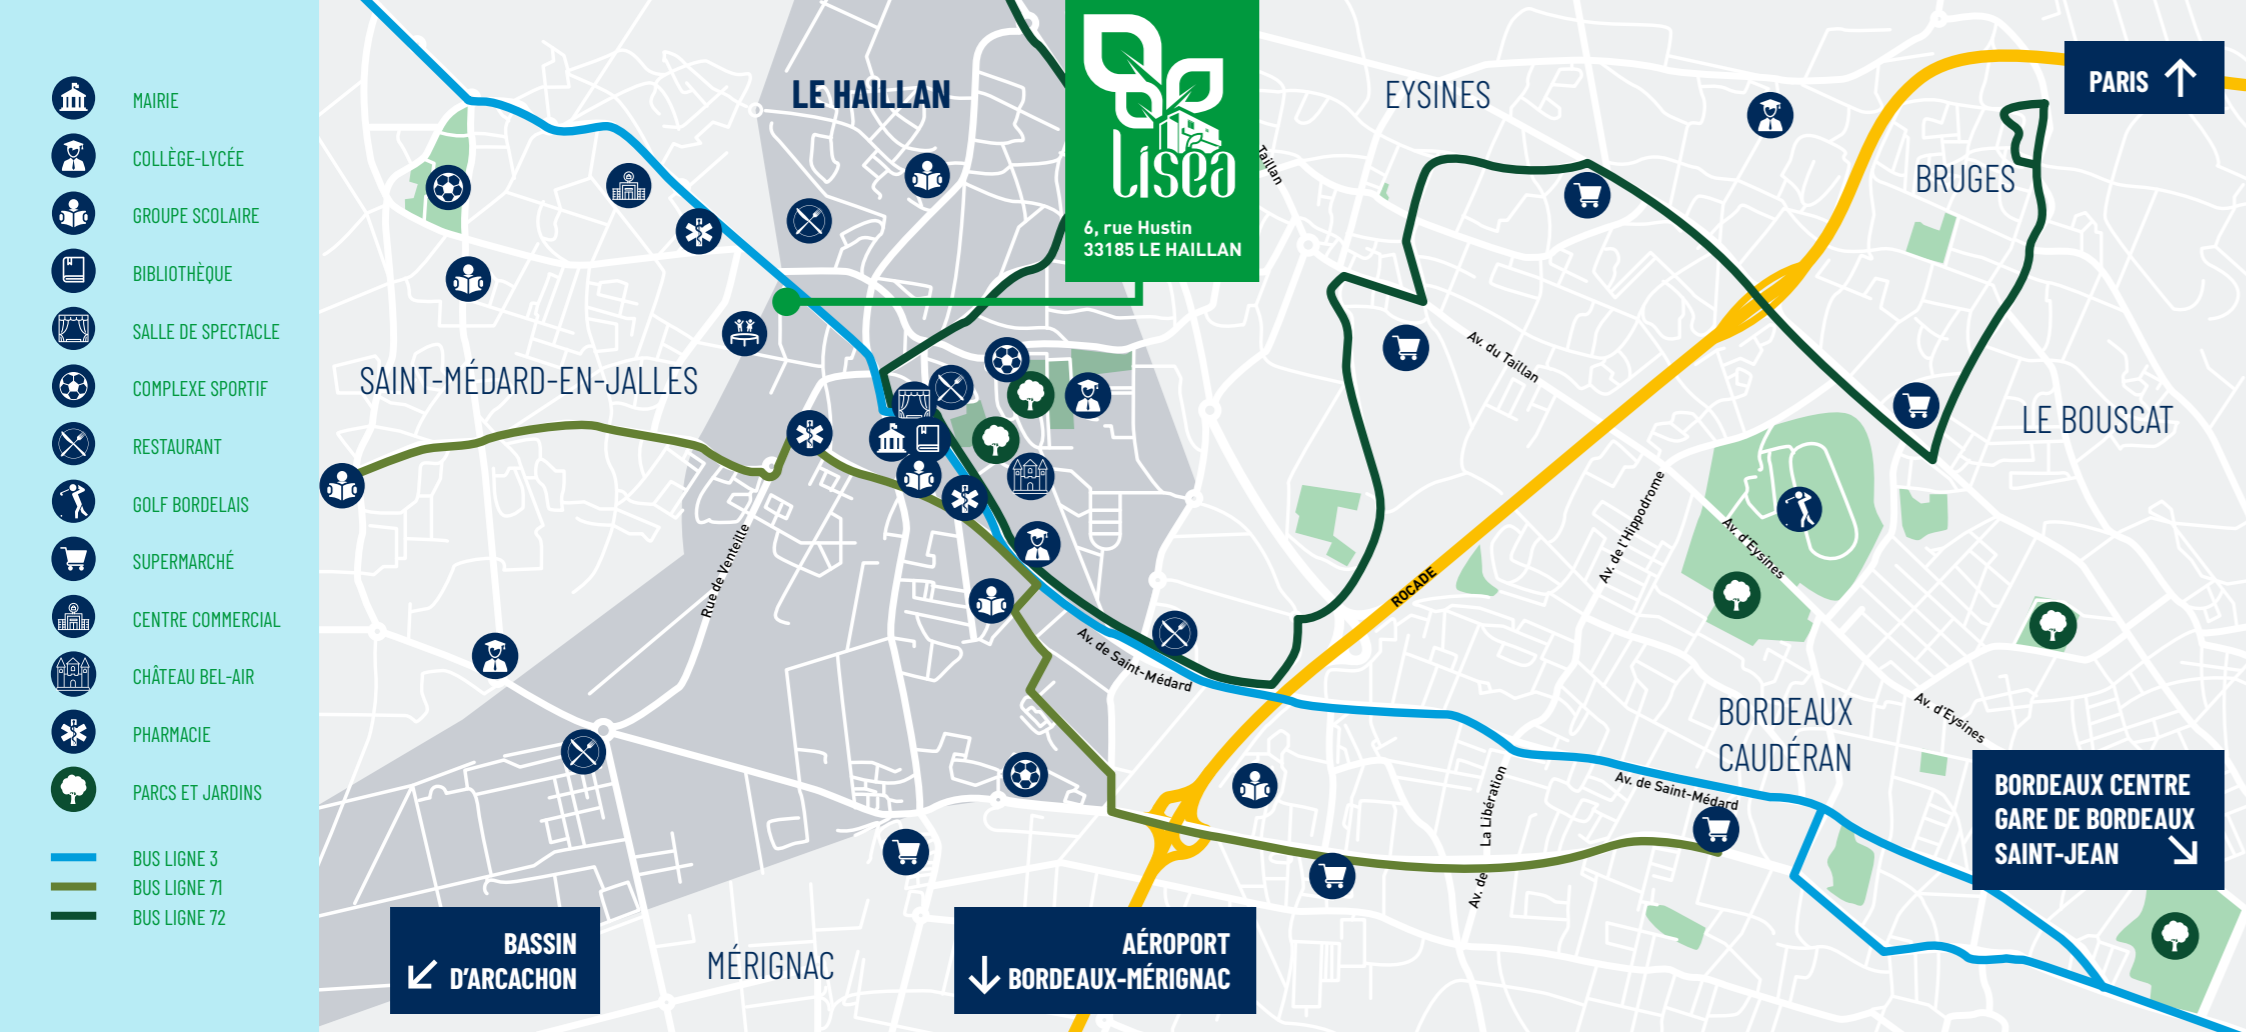 MAIRIE
COLLÈGE-LYCÉE
GROUPE SCOLAIRE
BIBLIOTHÈQUE
SALLE DE SPECTACLE
COMPLEXE SPORTIF
RESTAURANT
GOLF BORDELAIS
SUPERMARCHÉ
CENTRE COMMERCIAL
CHÂTEAU BEL-AIR
PHARMACIE
PARCS ET JARDINS
BUS LIGNE 3
BUS LIGNE 71
BUS LIGNE 72
LE HAILLAN
lisea
6, rue Hustin
33185 LE HAILLAN
Taillan
EYSINES
PARIS
BRUGES
SAINT-MÉDARD-EN-JALLES
Av. du Taillan
LE BOUSCAT
Rue de Venteille
Av. de l'Hippodrome
Av. d'Eysines
ROCADE
Av. de Saint-Médard
BORDEAUX
CAUDÉRAN
Av. d'Eysines
Av. de La Libération
Av. de Saint-Médard
BORDEAUX CENTRE
GARE DE BORDEAUX
SAINT-JEAN
BASSIN
D'ARCACHON
MÉRIGNAC
AÉROPORT
BORDEAUX-MÉRIGNAC